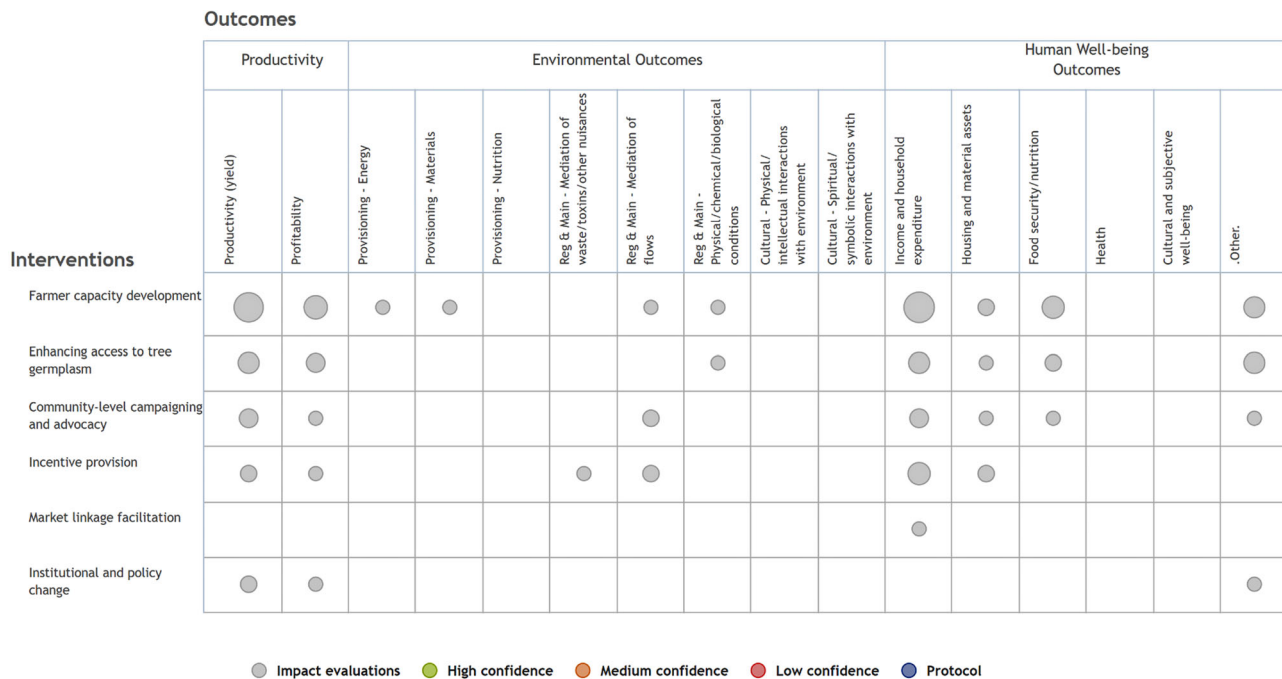 Outcomes
Productivity
Environmental Outcomes
Human Well-being
Outcomes
Productivity (yield)
Profitability
Provisioning - Energy
Provisioning - Materials
Provisioning - Nutrition
Reg & Main - Mediation of
waste/toxins/other nuisances
Reg & Main - Mediation of
flows
Reg & Main -
Physical/chemical/biological
conditions
Cultural - Physical/
intellectual interactions
with environment
Cultural - Spiritual/
symbolic interactions with
environment
Income and household
expenditure
Housing and material assets
Food security/nutrition
Health
Cultural and subjective
well-being
.Other.
Interventions
Farmer capacity development
Enhancing access to tree
germplasm
Community-level campaigning
and advocacy
Incentive provision
Market linkage facilitation
Institutional and policy
change
Impact evaluations
High confidence
Medium confidence
Low confidence
Protocol